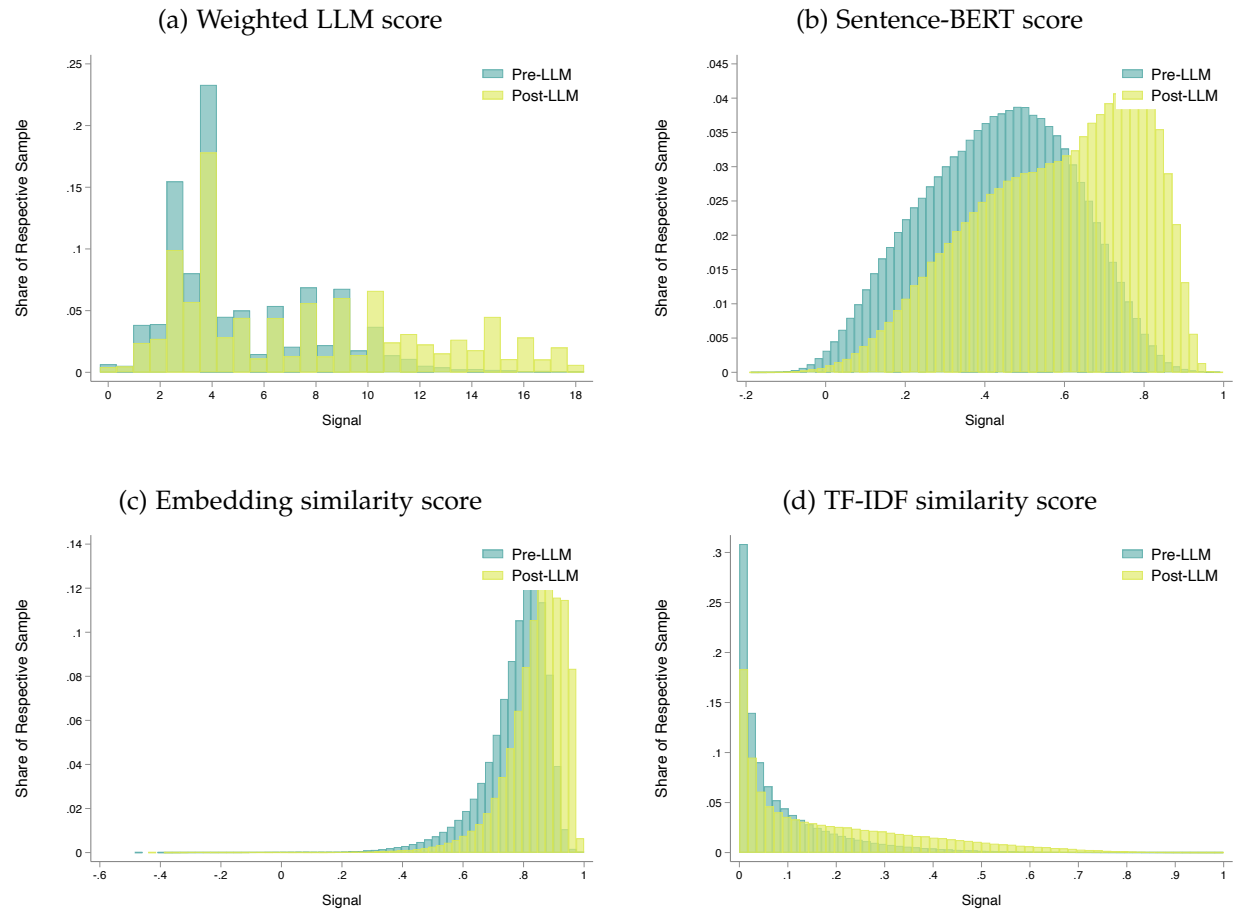 (a) Weighted LLM score
.25
.2
.15
.1
.05
0
Share of Respective Sample
0 2 4 6 8 10 12 14 16 18
Signal
Pre-LLM
Post-LLM
(b) Sentence-BERT score
.045
.04
.035
.03
.025
.02
.015
.01
.005
0
Share of Respective Sample
-.2 0 .2 .4 .6 .8 1
Signal
Pre-LLM
Post-LLM
(c) Embedding similarity score
.14
.12
.1
.08
.06
.04
.02
0
Share of Respective Sample
-.6 -.4 -.2 0 .2 .4 .6 .8 1
Signal
Pre-LLM
Post-LLM
(d) TF-IDF similarity score
.3
.25
.2
.15
.1
.05
0
Share of Respective Sample
0 .1 .2 .3 .4 .5 .6 .7 .8 .9 1
Signal
Pre-LLM
Post-LLM